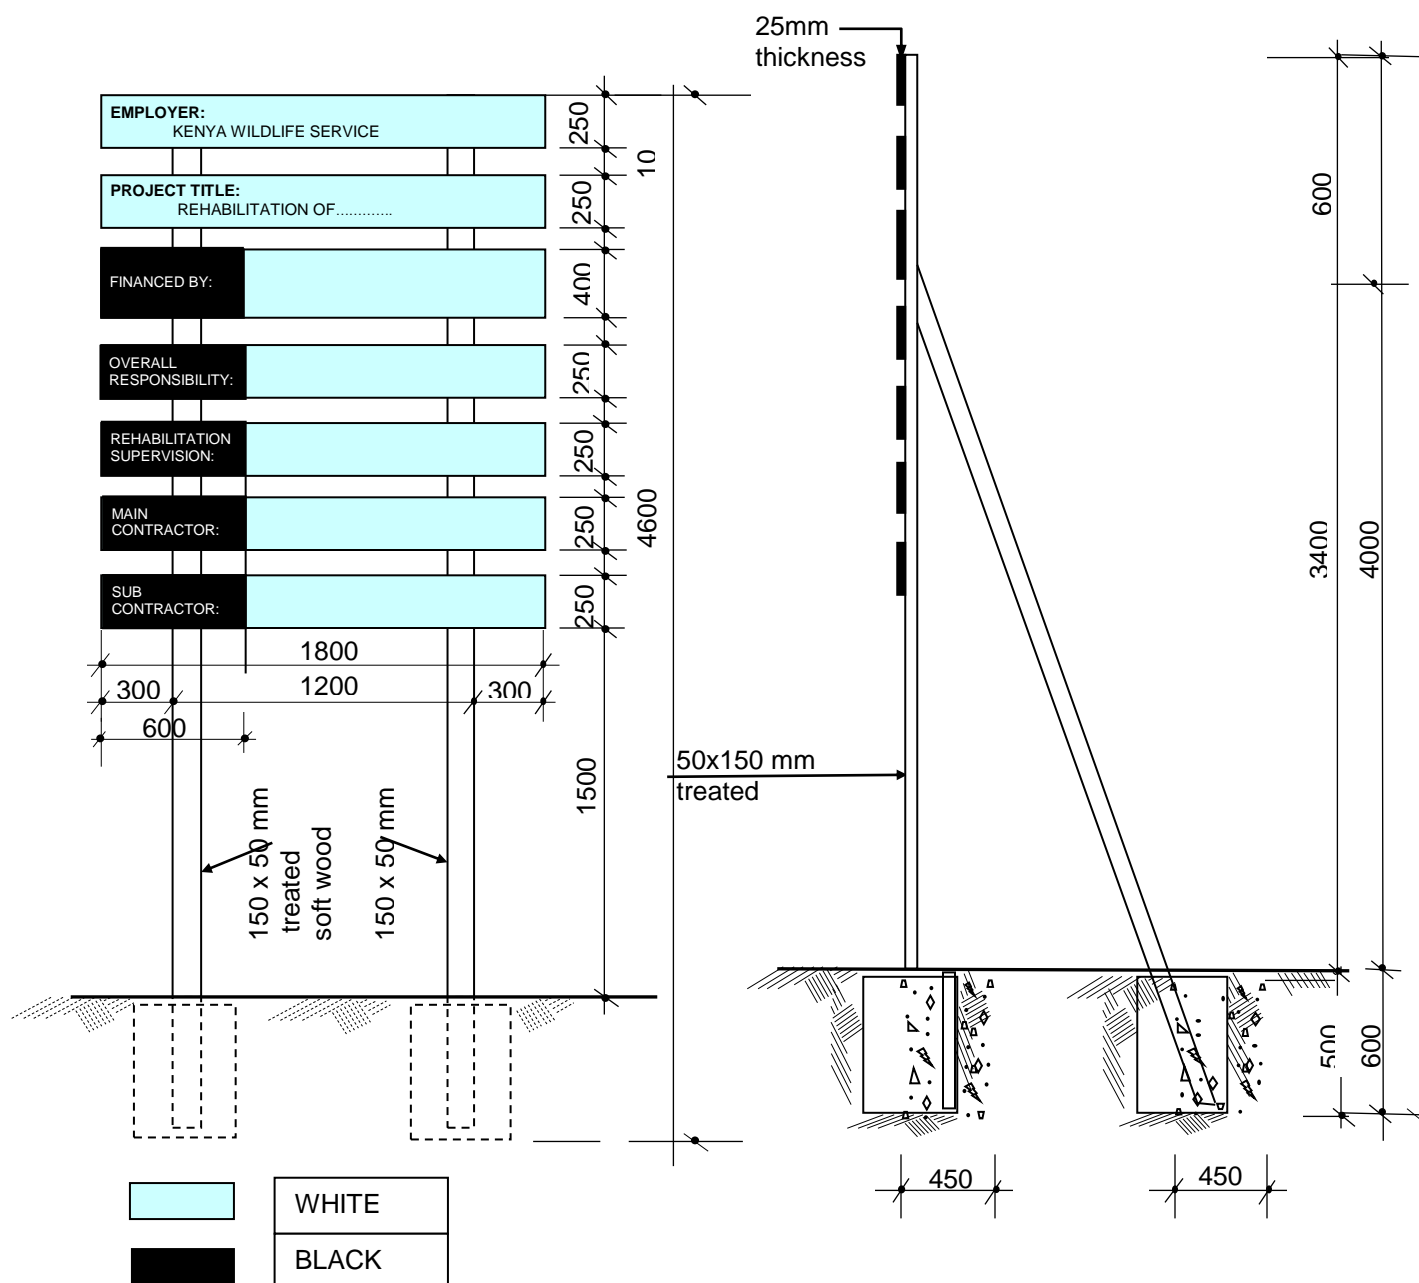 25mm
thickness
EMPLOYER:
KENYA WILDLIFE SERVICE
250
10
PROJECT TITLE:
REHABILITATION OF.............
250
600
FINANCED BY:
400
OVERALL
RESPONSIBILITY:
250
REHABILITATION
SUPERVISION:
250
MAIN
CONTRACTOR:
250
4600
3400
4000
SUB
CONTRACTOR:
250
1800
300
1200
300
600
1500
50x150 mm
treated
150 x 50 mm
treated
soft wood
150 x 50 mm
500
600
450
450
WHITE
BLACK